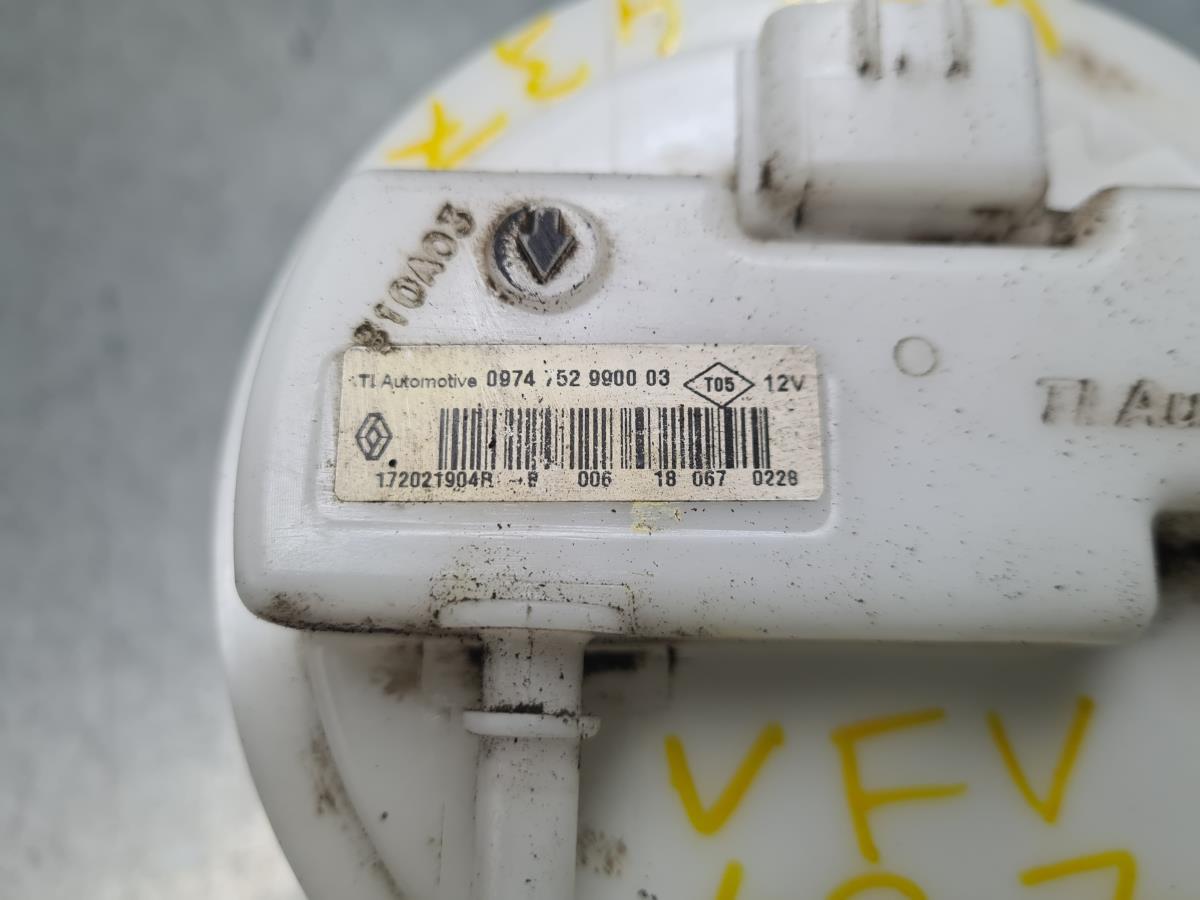 810A03
TI Automotive 0974 752 9900 03 T05 12V
172021904R --B 006 18 067 0228
TI Au
VFV